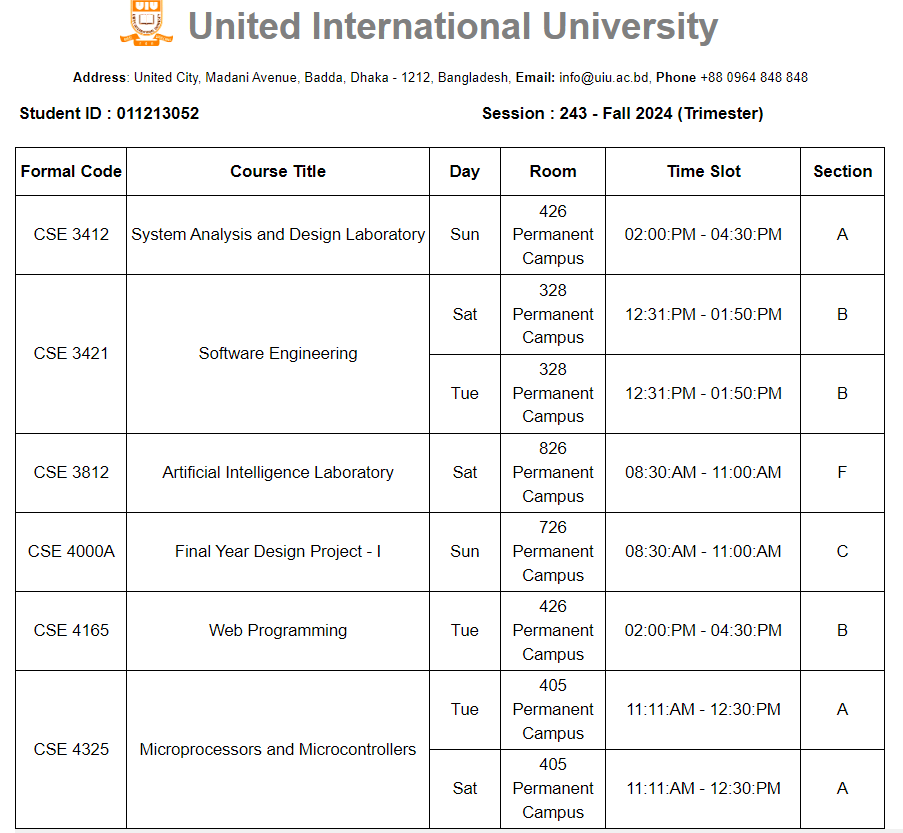 United International University
Address: United City, Madani Avenue, Badda, Dhaka - 1212, Bangladesh, Email: info@uiu.ac.bd, Phone +88 0964 848 848
Student ID : 011213052 Session : 243 - Fall 2024 (Trimester)
Formal Code Course Title Day Room Time Slot Section
CSE 3412 System Analysis and Design Laboratory Sun 426 Permanent Campus 02:00:PM - 04:30:PM A
CSE 3421 Software Engineering Sat 328 Permanent Campus 12:31:PM - 01:50:PM B
Tue 328 Permanent Campus 12:31:PM - 01:50:PM B
CSE 3812 Artificial Intelligence Laboratory Sat 826 Permanent Campus 08:30:AM - 11:00:AM F
CSE 4000A Final Year Design Project - I Sun 726 Permanent Campus 08:30:AM - 11:00:AM C
CSE 4165 Web Programming Tue 426 Permanent Campus 02:00:PM - 04:30:PM B
CSE 4325 Microprocessors and Microcontrollers Tue 405 Permanent Campus 11:11:AM - 12:30:PM A
Sat 405 Permanent Campus 11:11:AM - 12:30:PM A